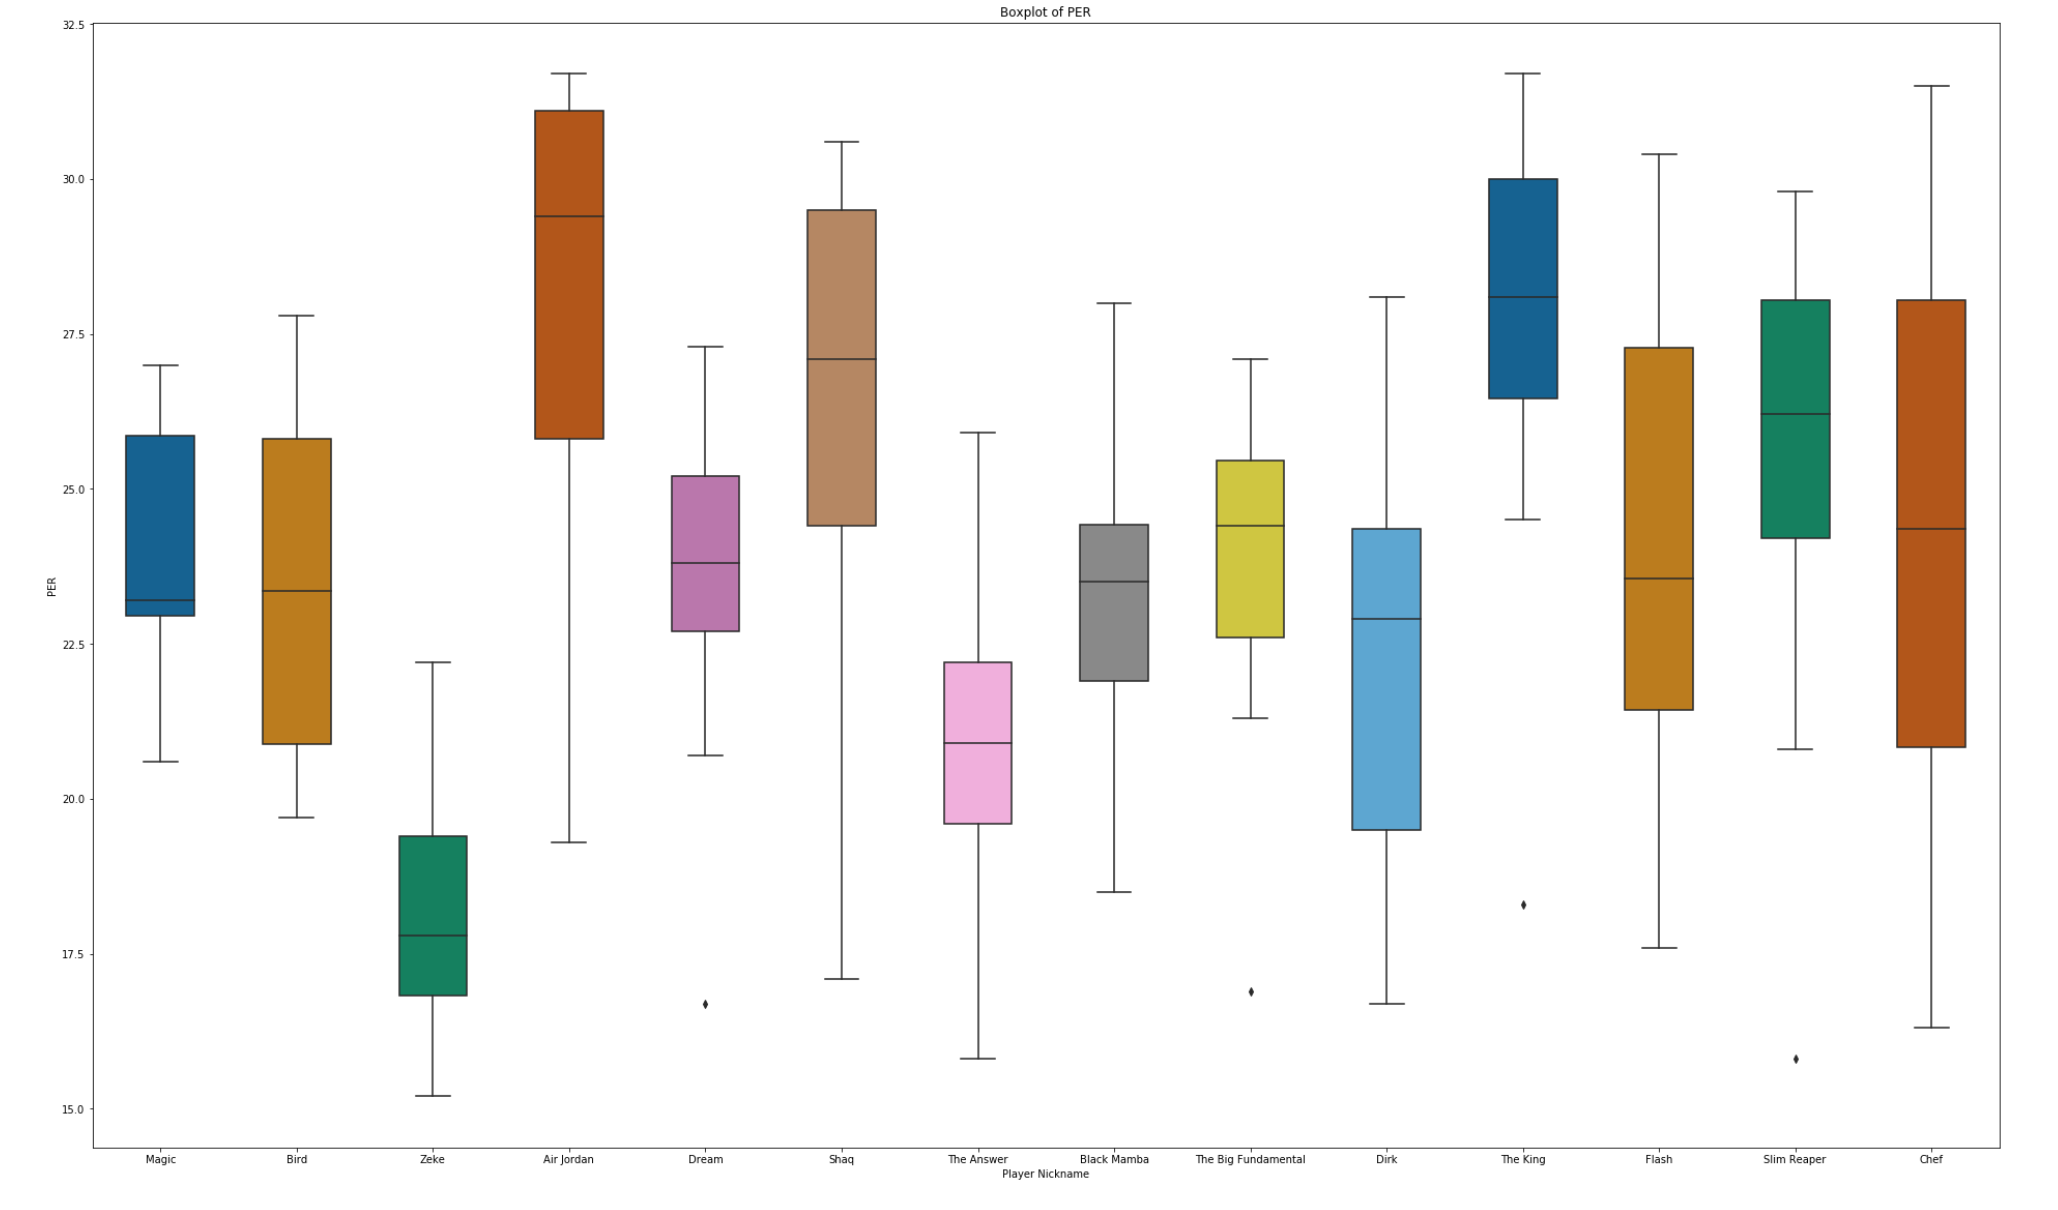 Boxplot of PER
32.5
30.0
27.5
25.0
22.5
20.0
17.5
15.0
PER
Magic Bird Zeke Air Jordan Dream Shaq The Answer Black Mamba The Big Fundamental Dirk The King Flash Slim Reaper Chef
Player Nickname